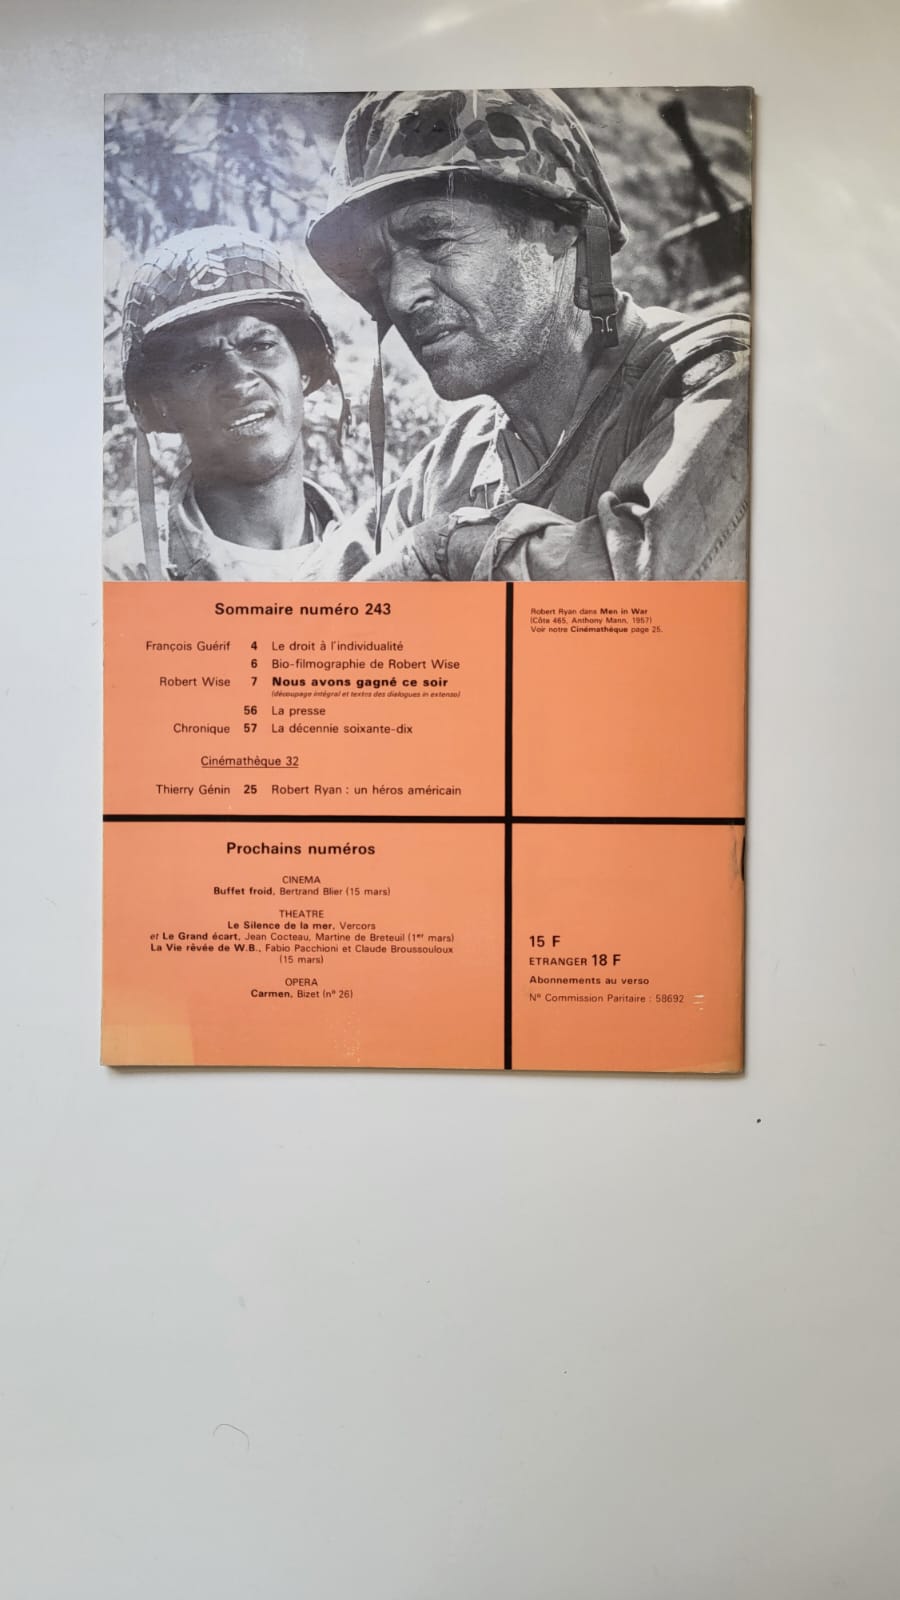 Sommaire numéro 243
François Guérif 4 Le droit à l'individualité
6 Bio-filmographie de Robert Wise
Robert Wise 7 Nous avons gagné ce soir
(découpage intégral et textes des dialogues in extenso)
56 La presse
Chronique 57 La décennie soixante-dix
Cinémathèque 32
Thierry Génin 25 Robert Ryan : un héros américain
Robert Ryan dans Men in War
(Côte 465, Anthony Mann, 1957)
Voir notre Cinémathèque page 25.
Prochains numéros
CINEMA
Buffet froid, Bertrand Blier (15 mars)
THEATRE
Le Silence de la mer, Vercors
et Le Grand écart, Jean Cocteau, Martine de Breteuil (1er mars)
La Vie rêvée de W.B., Fabio Pacchioni et Claude Broussouloux
(15 mars)
OPERA
Carmen, Bizet (nº 26)
15 F
ETRANGER 18 F
Abonnements au verso
Nº Commission Paritaire : 58692